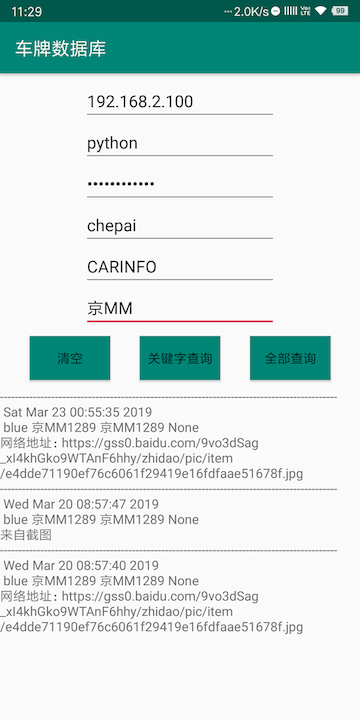 11:29
... 2.0K/s VoLTE 99
车牌数据库
192.168.2.100
python
••••••••••••
chepai
CARINFO
京MM
清空
关键字查询
全部查询
Sat Mar 23 00:55:35 2019
blue 京MM1289 京MM1289 None
网络地址: https://gss0.baidu.com/9vo3dSag
_xI4khGko9WTAnF6hhy/zhidao/pic/item
/e4dde71190ef76c6061f29419e16fdfaae51678f.jpg
Wed Mar 20 08:57:47 2019
blue 京MM1289 京MM1289 None
来自截图
Wed Mar 20 08:57:40 2019
blue 京MM1289 京MM1289 None
网络地址: https://gss0.baidu.com/9vo3dSag
_xI4khGko9WTAnF6hhy/zhidao/pic/item
/e4dde71190ef76c6061f29419e16fdfaae51678f.jpg